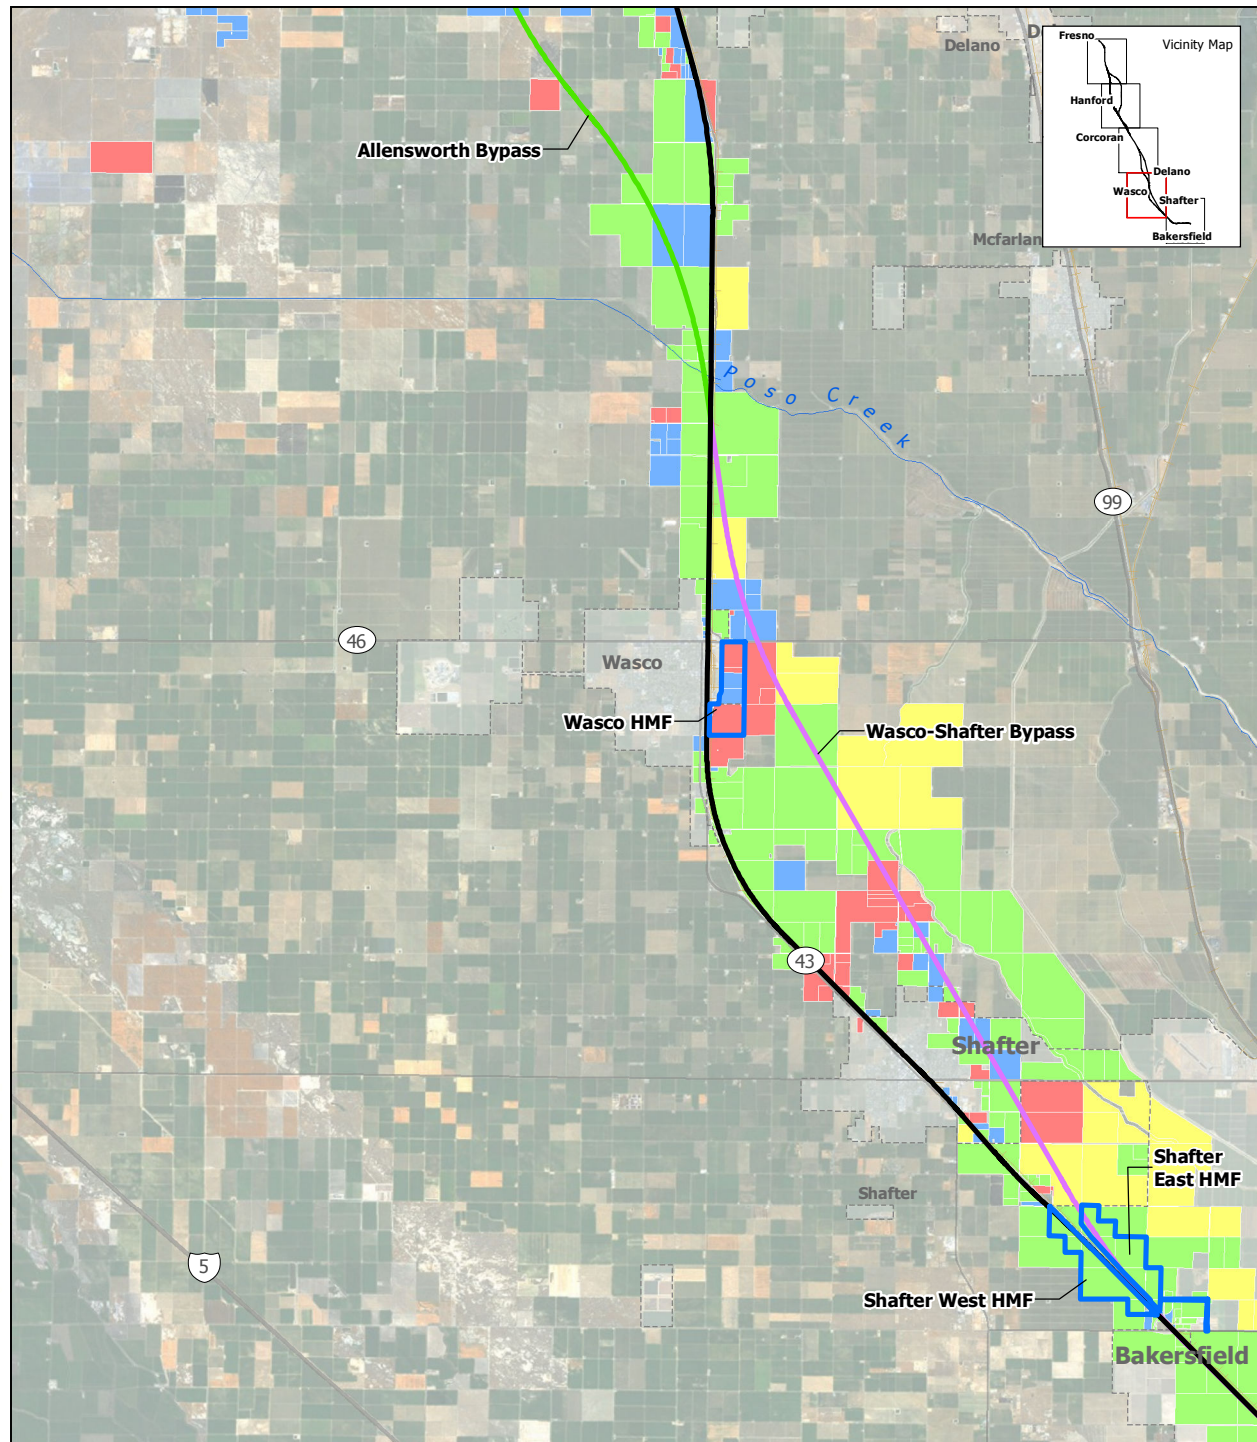 Delano
De
Fresno
Vicinity Map
Hanford
Corcoran
Delano
Wasco
Shafter
Bakersfield
Allensworth Bypass
Mcfarlan
Poso Creek
99
46
Wasco
Wasco HMF
Wasco-Shafter Bypass
43
Shafter
Shafter
East HMF
Shafter
5
Shafter West HMF
Bakersfield